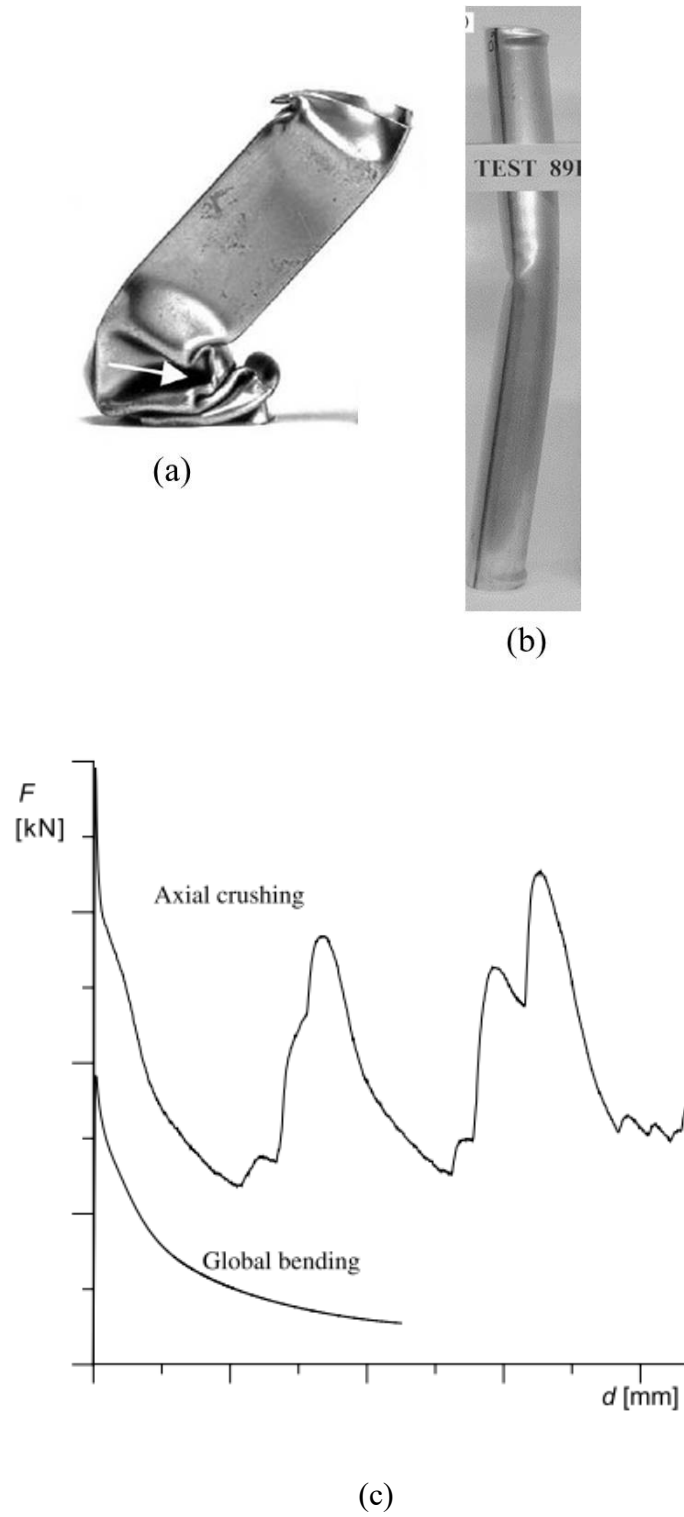 )
TEST 89
(a)
(b)
F
[kN]
Axial crushing
Global bending
d [mm]
(c)